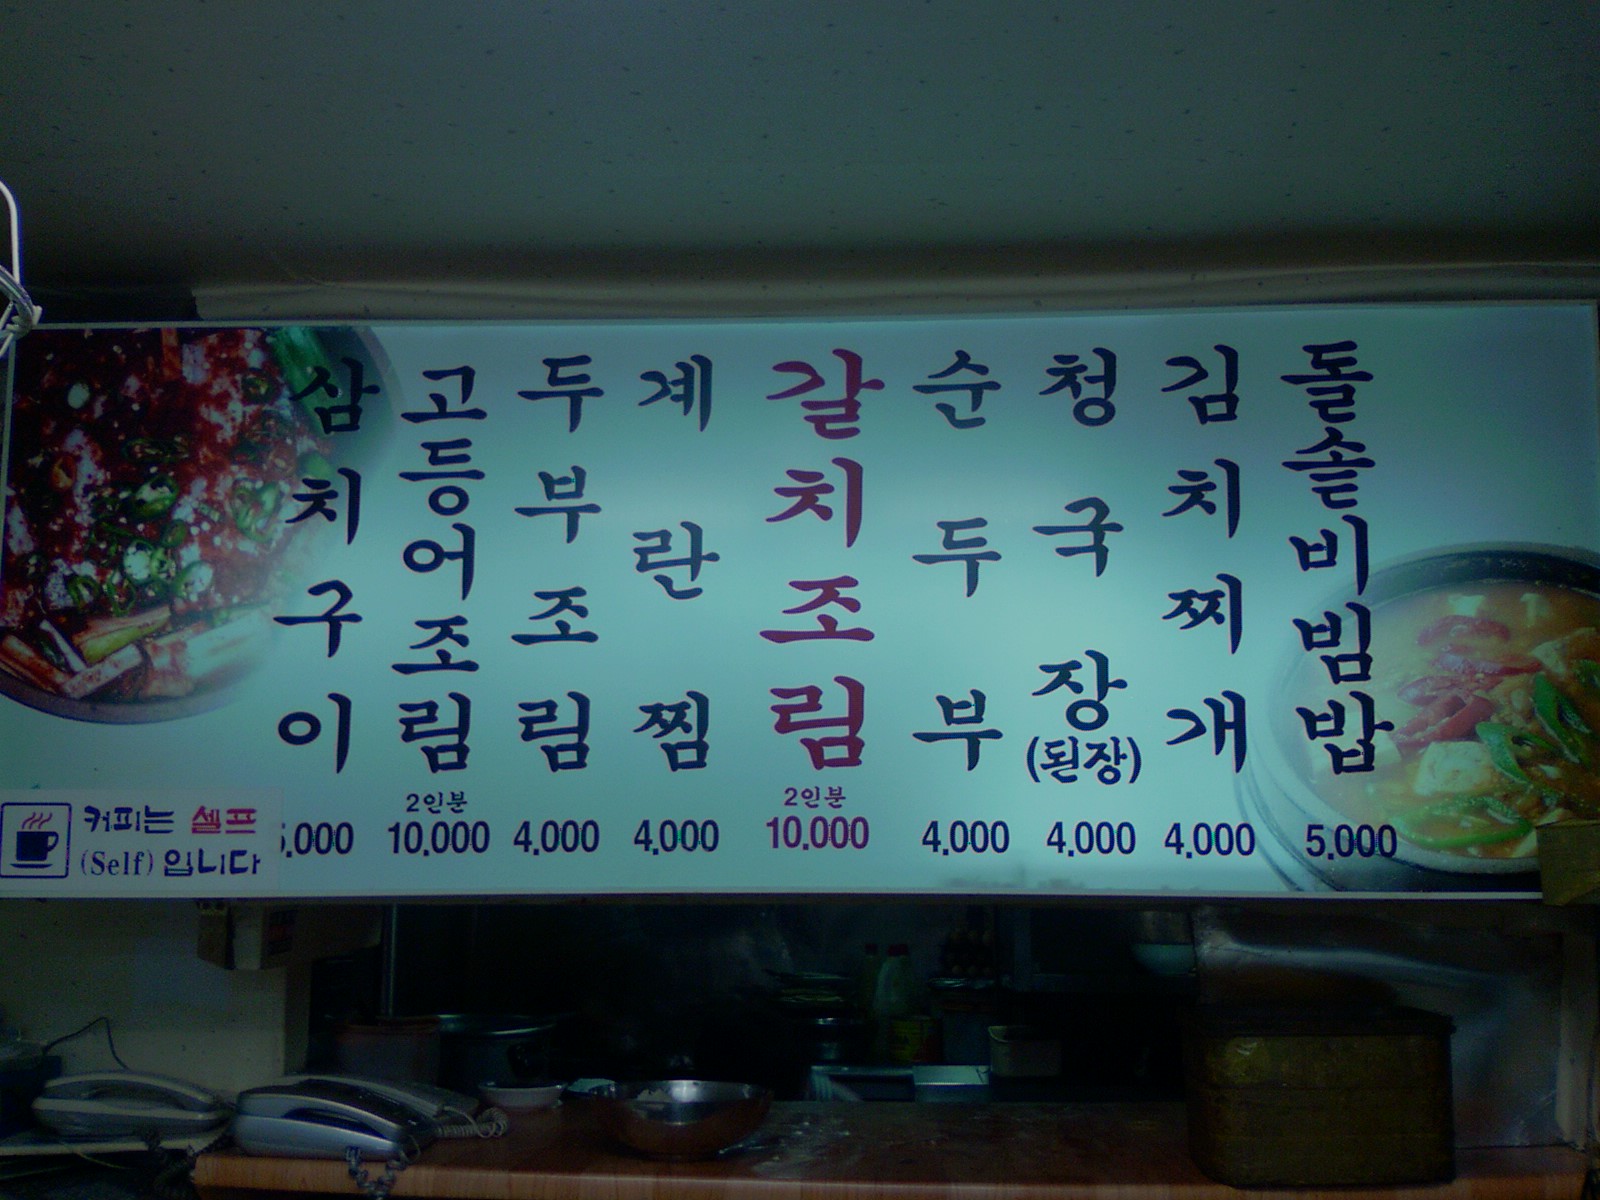 삼치구이
고등어조림
두부조림
계란찜
갈치조림
순두부
청국장
(된장)
김치찌개
돌솥비빔밥
2인분
2인분
10,000
4,000
4,000
10,000
4,000
4,000
4,000
5,000
커피는 셀프
(Self) 입니다